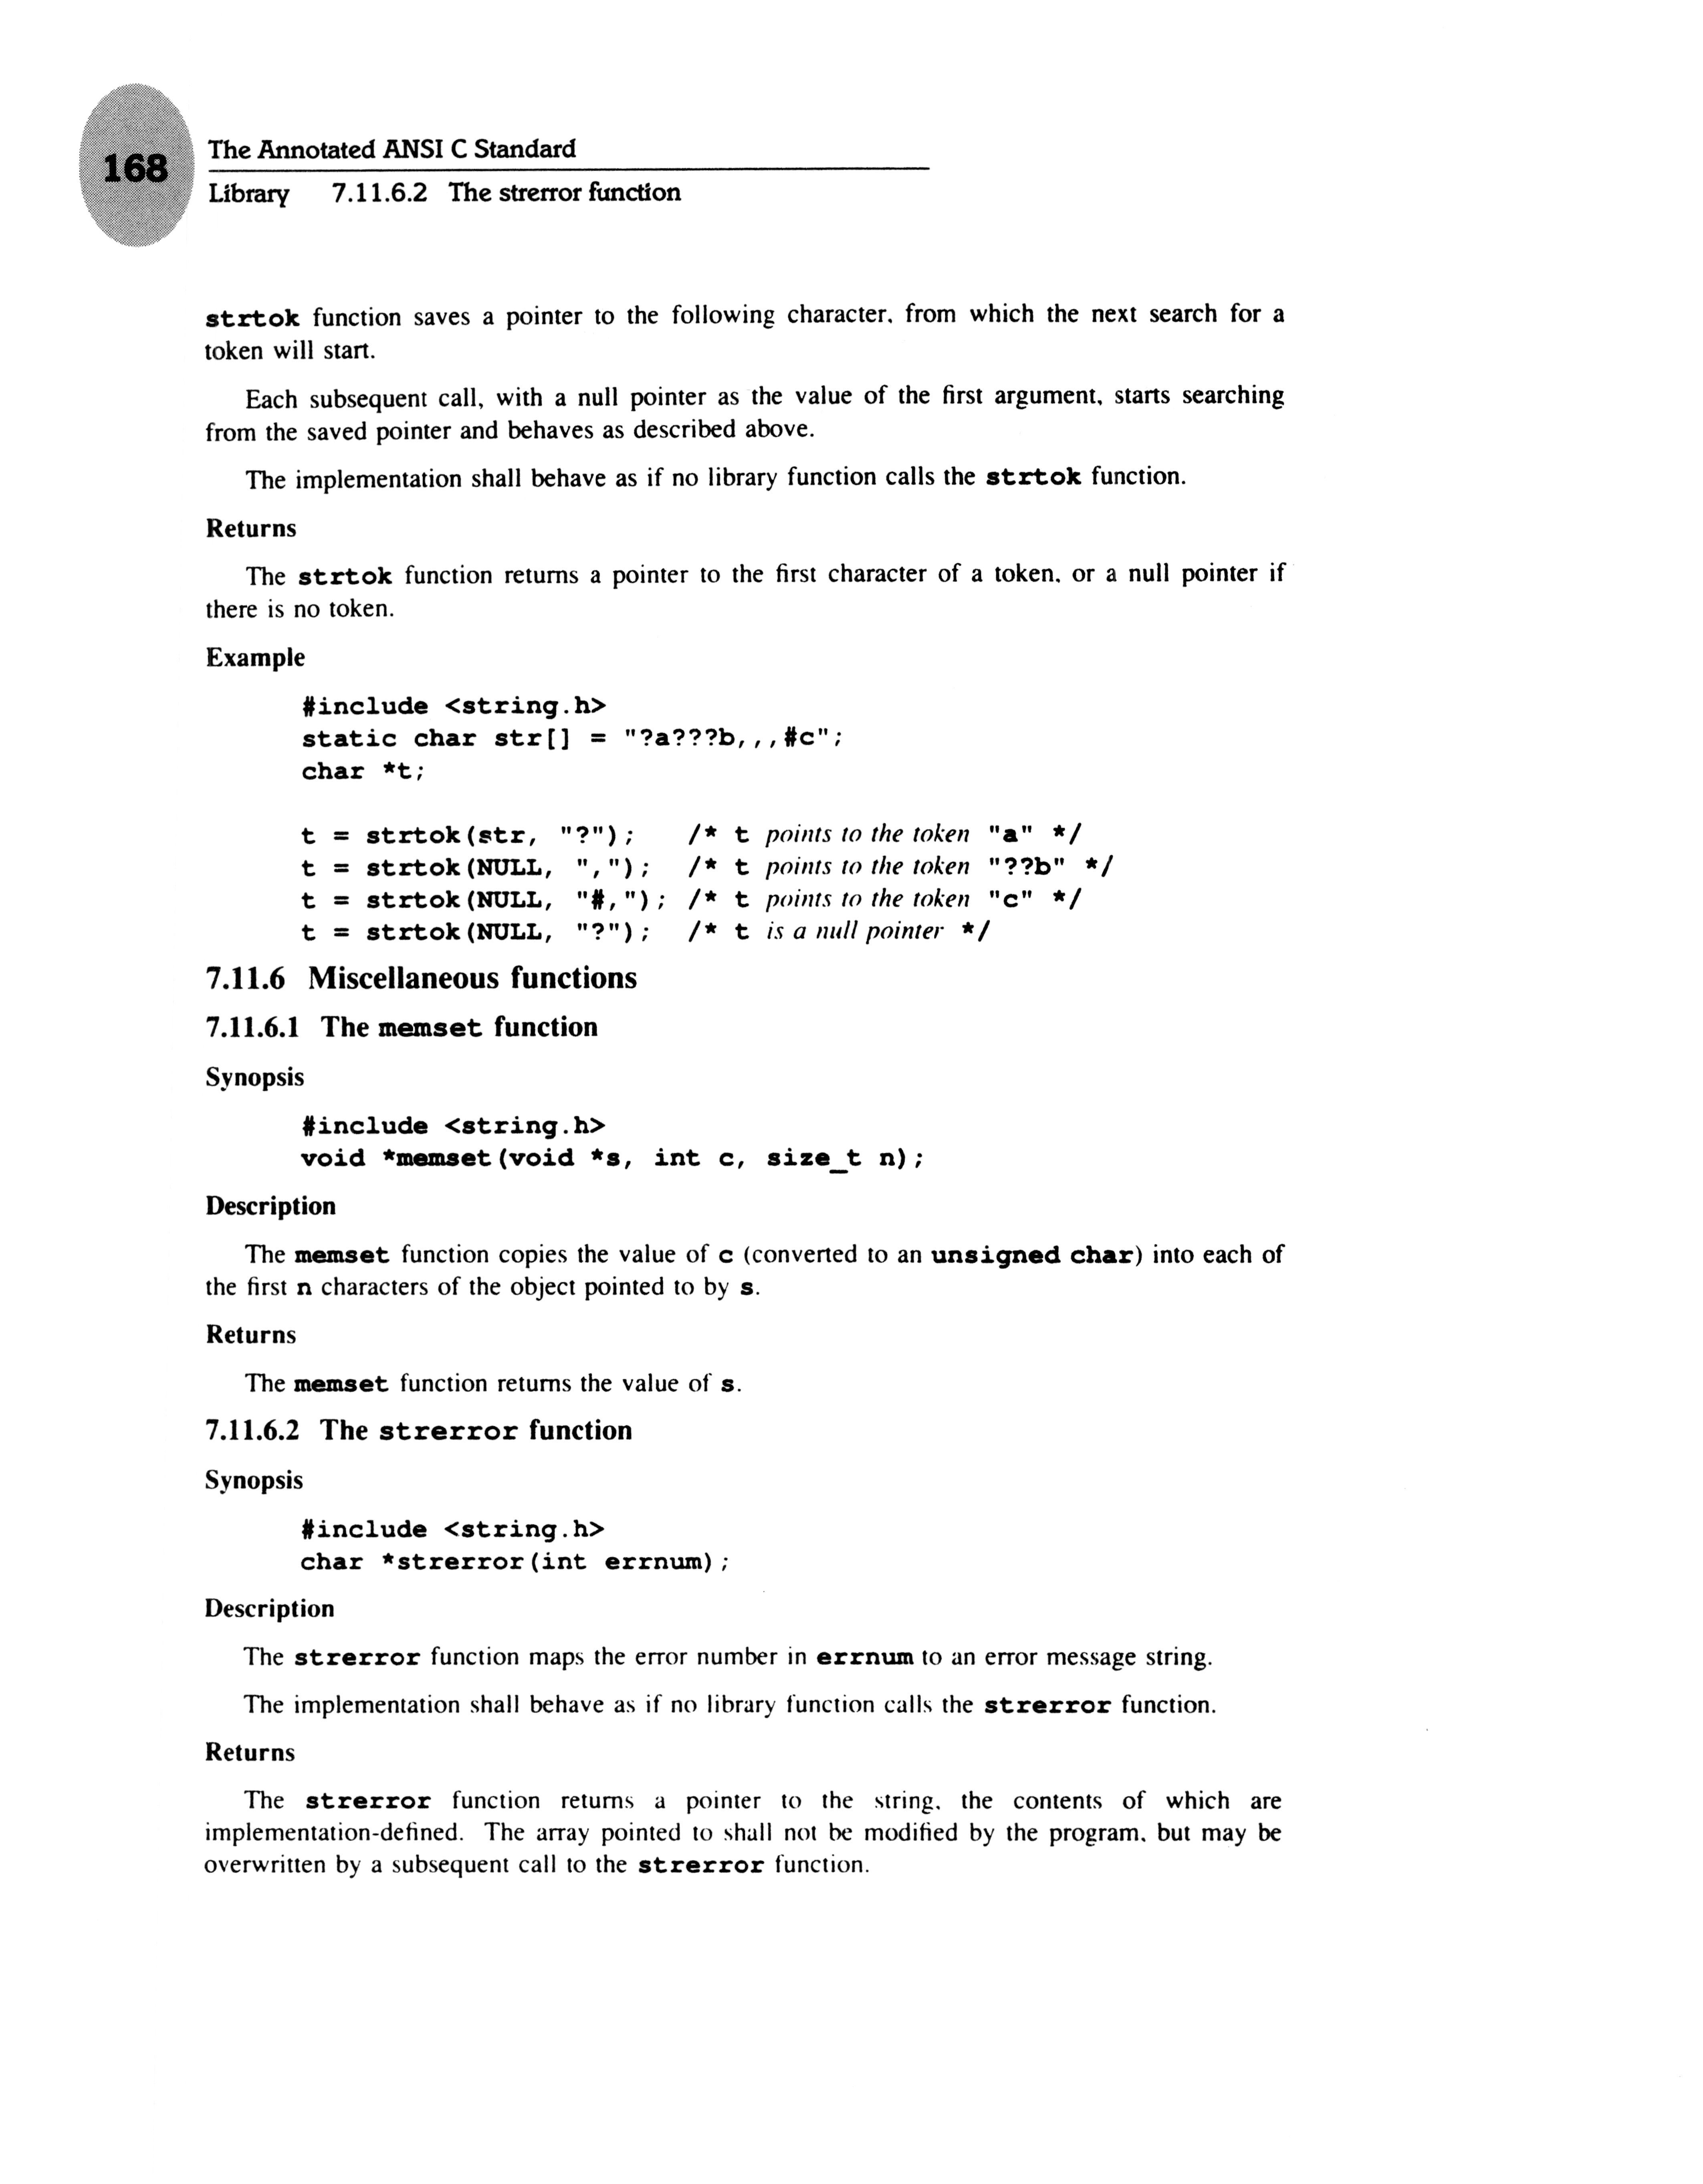 168
The Annotated ANSI C Standard
Library 7.11.6.2 The strerror function
strtok function saves a pointer to the following character, from which the next search for a
token will start.
Each subsequent call, with a null pointer as the value of the first argument, starts searching
from the saved pointer and behaves as described above.
The implementation shall behave as if no library function calls the strtok function.
Returns
The strtok function returns a pointer to the first character of a token, or a null pointer if
there is no token.
Example
#include <string.h>
static char str[] = "?a???b,,,#c";
char *t;
t = strtok(str, "?"); /* t points to the token "a" */
t = strtok(NULL, ","); /* t points to the token "??b" */
t = strtok(NULL, "#,"); /* t points to the token "c" */
t = strtok(NULL, "?"); /* t is a null pointer */
7.11.6 Miscellaneous functions
7.11.6.1 The memset function
Synopsis
#include <string.h>
void *memset(void *s, int c, size_t n);
Description
The memset function copies the value of c (converted to an unsigned char) into each of
the first n characters of the object pointed to by s.
Returns
The memset function returns the value of s.
7.11.6.2 The strerror function
Synopsis
#include <string.h>
char *strerror(int errnum);
Description
The strerror function maps the error number in errnum to an error message string.
The implementation shall behave as if no library function calls the strerror function.
Returns
The strerror function returns a pointer to the string, the contents of which are
implementation-defined. The array pointed to shall not be modified by the program, but may be
overwritten by a subsequent call to the strerror function.